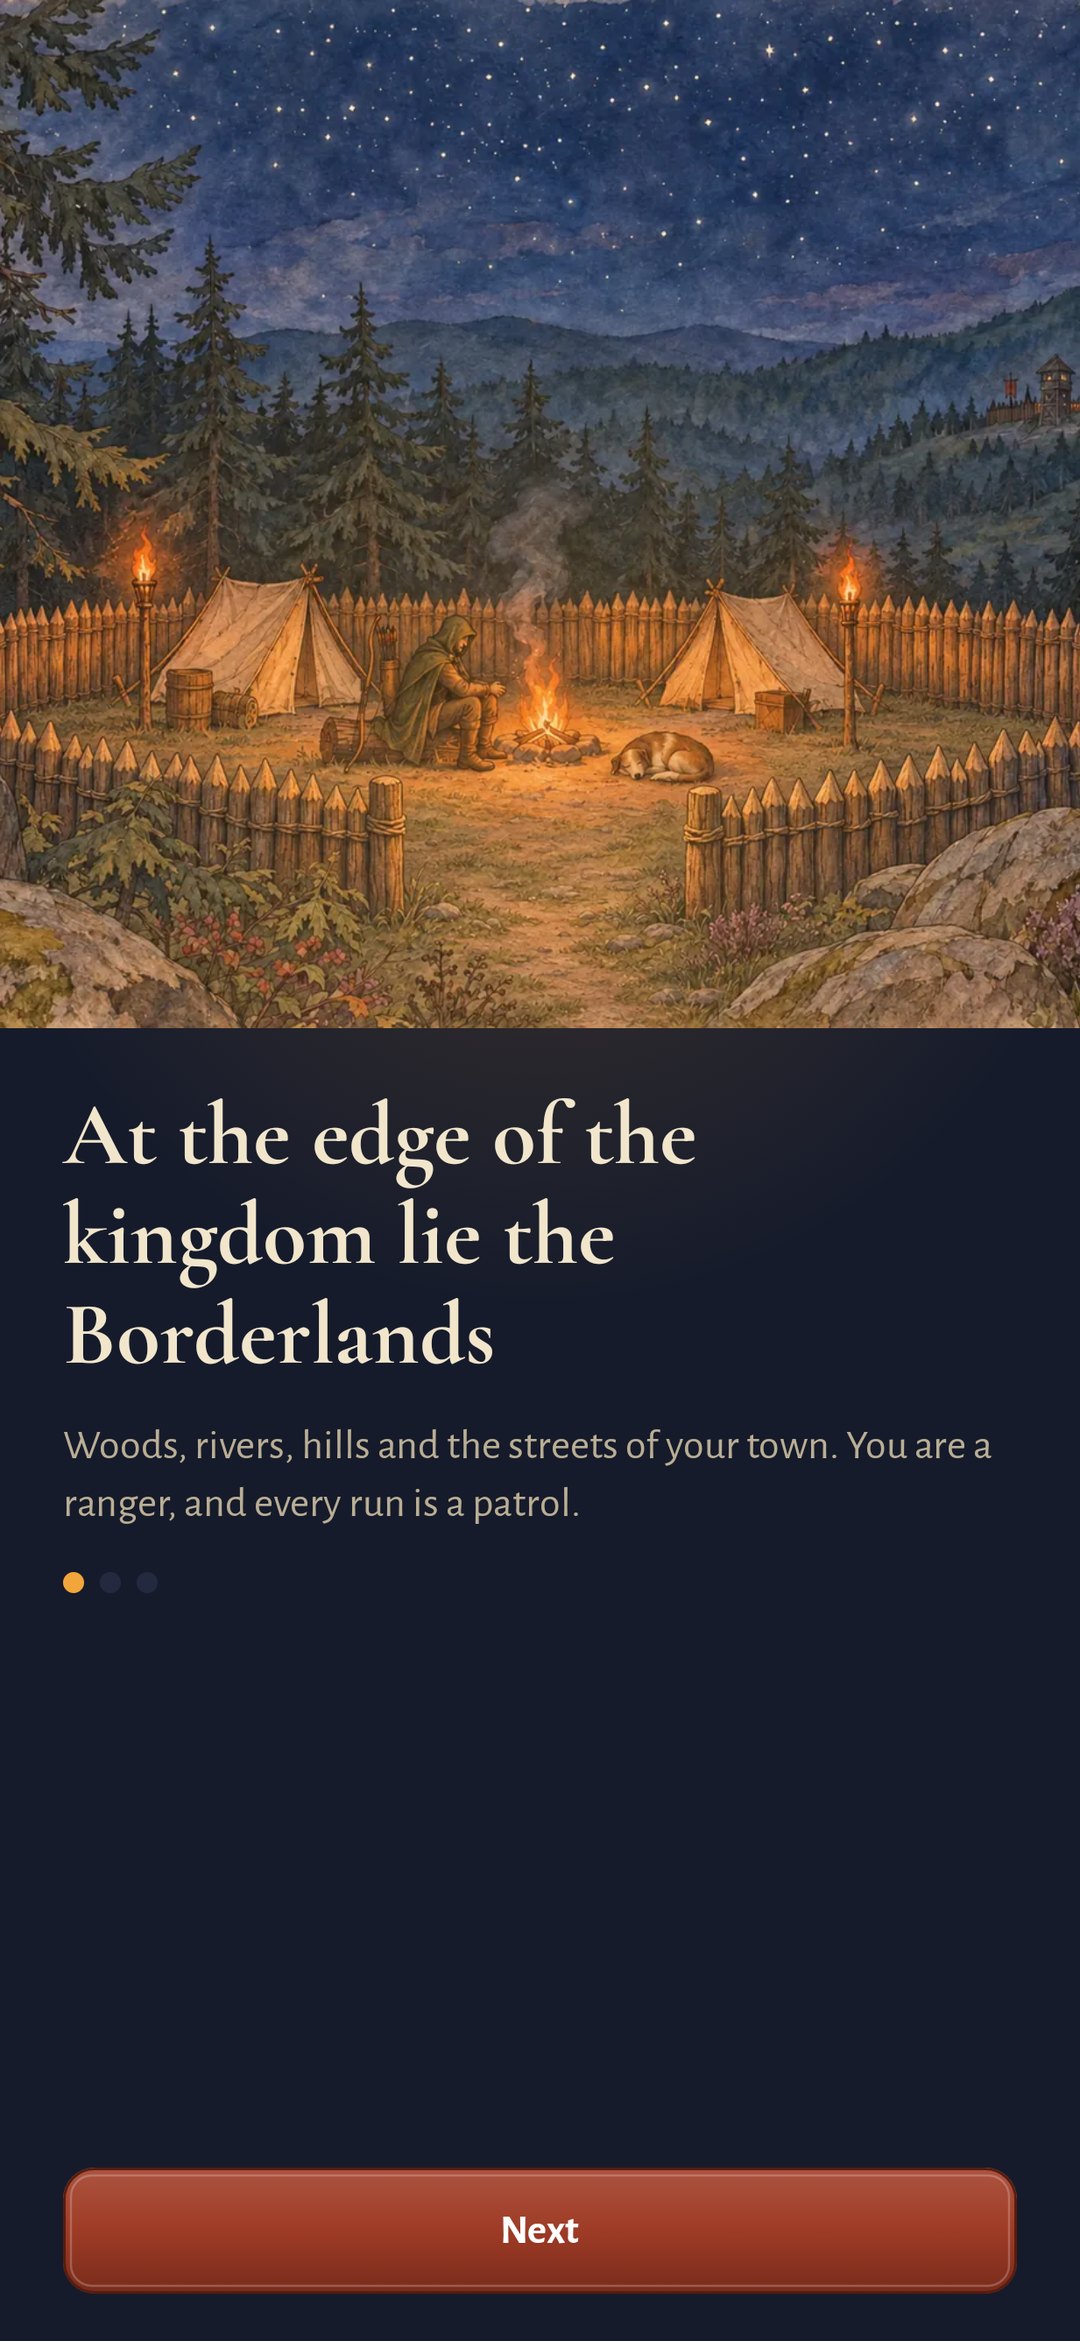 At the edge of the
kingdom lie the
Borderlands
Woods, rivers, hills and the streets of your town. You are a
ranger, and every run is a patrol.
Next